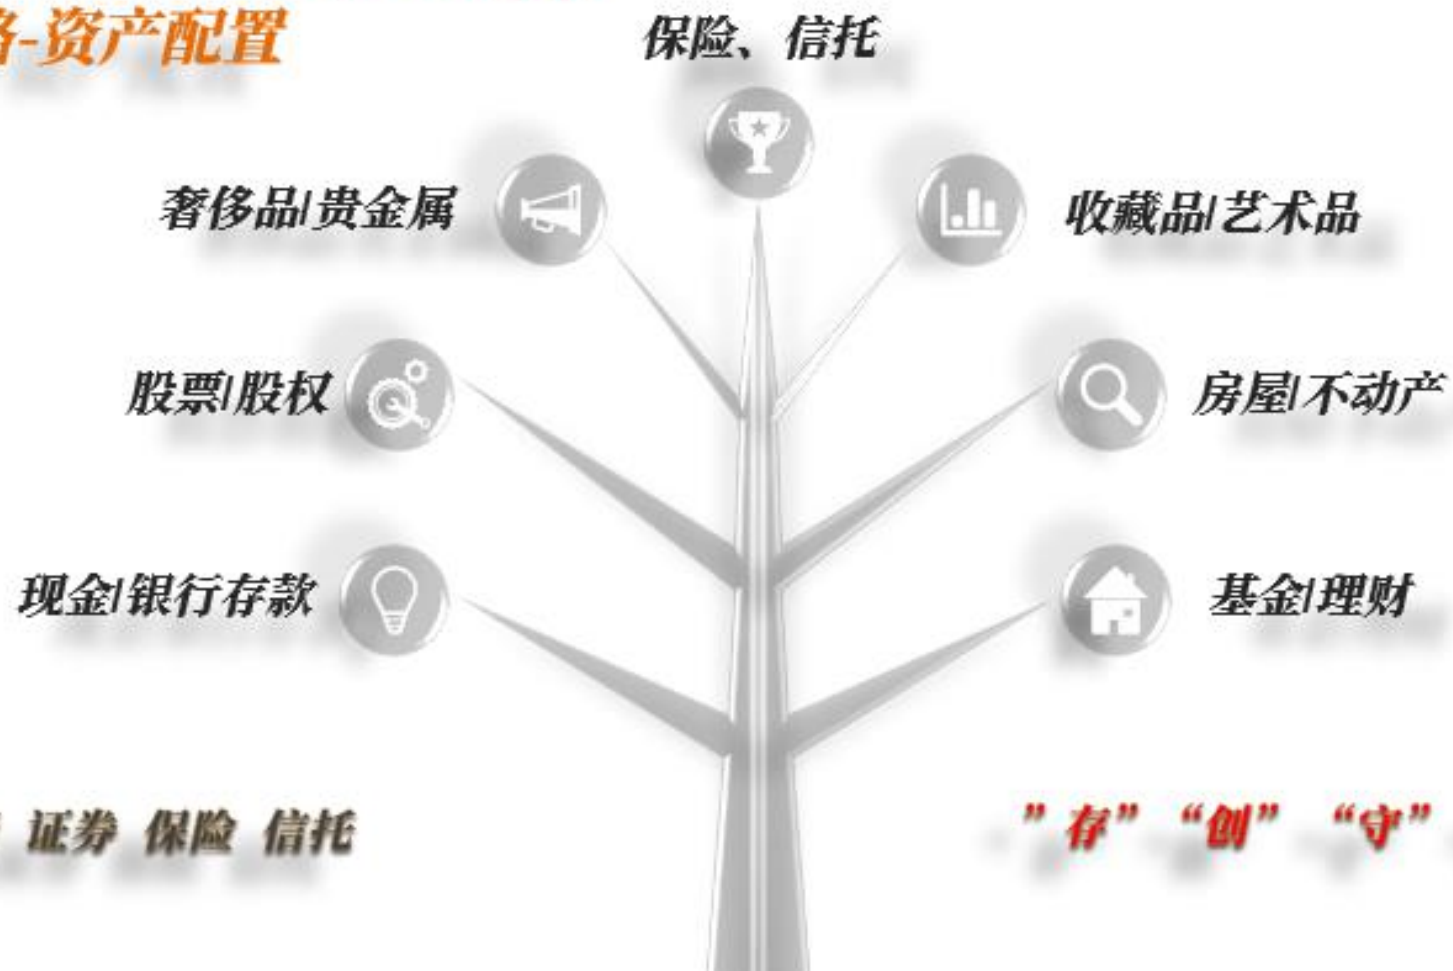 -资产配置
保险、信托
奢侈品|贵金属
收藏品|艺术品
股票|股权
房屋|不动产
现金|银行存款
基金|理财
证券 保险 信托
”存” “创” “守”